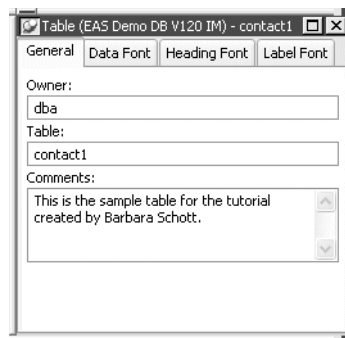 Table (EAS Demo DB V120 IM) - contact1
General Data Font Heading Font Label Font
Owner:
dba
Table:
contact1
Comments:
This is the sample table for the tutorial
created by Barbara Schott.